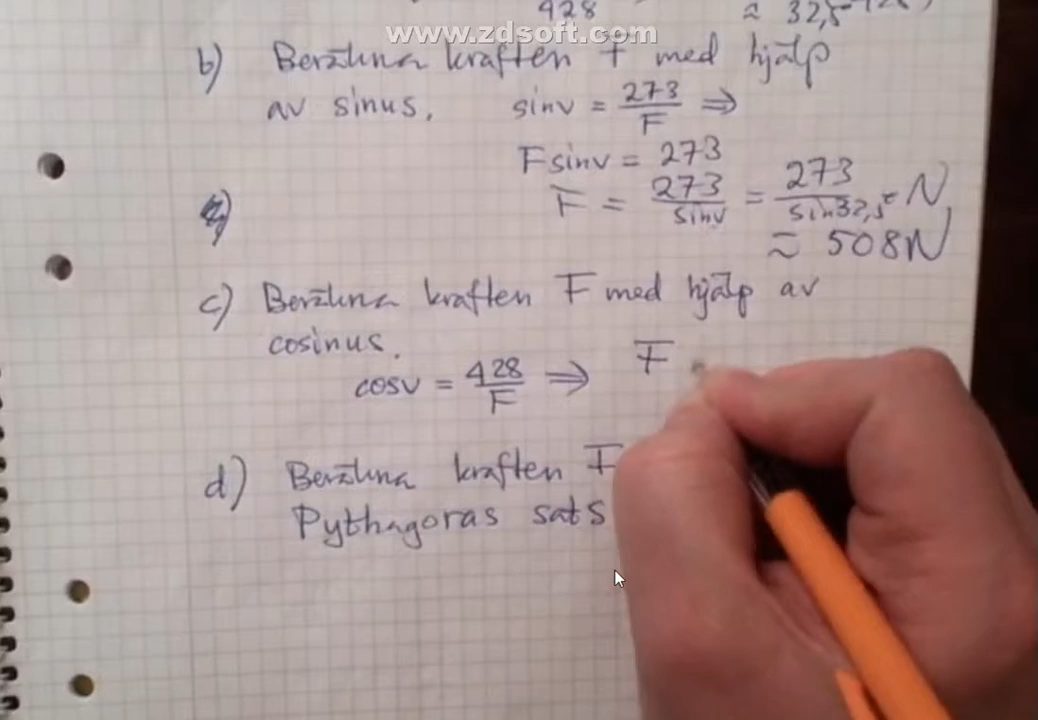 428 ≈ 32,5
www.zdsoft.com
b) Beräkna kraften F med hjälp
av sinus. sinv = 273/F ⇒
Fsinv = 273
F = 273/sinv = 273/sin32,5° N
≈ 508N
c) Beräkna kraften F med hjälp av
cosinus.
F
cosv = 428/F ⇒
d) Beräkna kraften F
Pythagoras sats